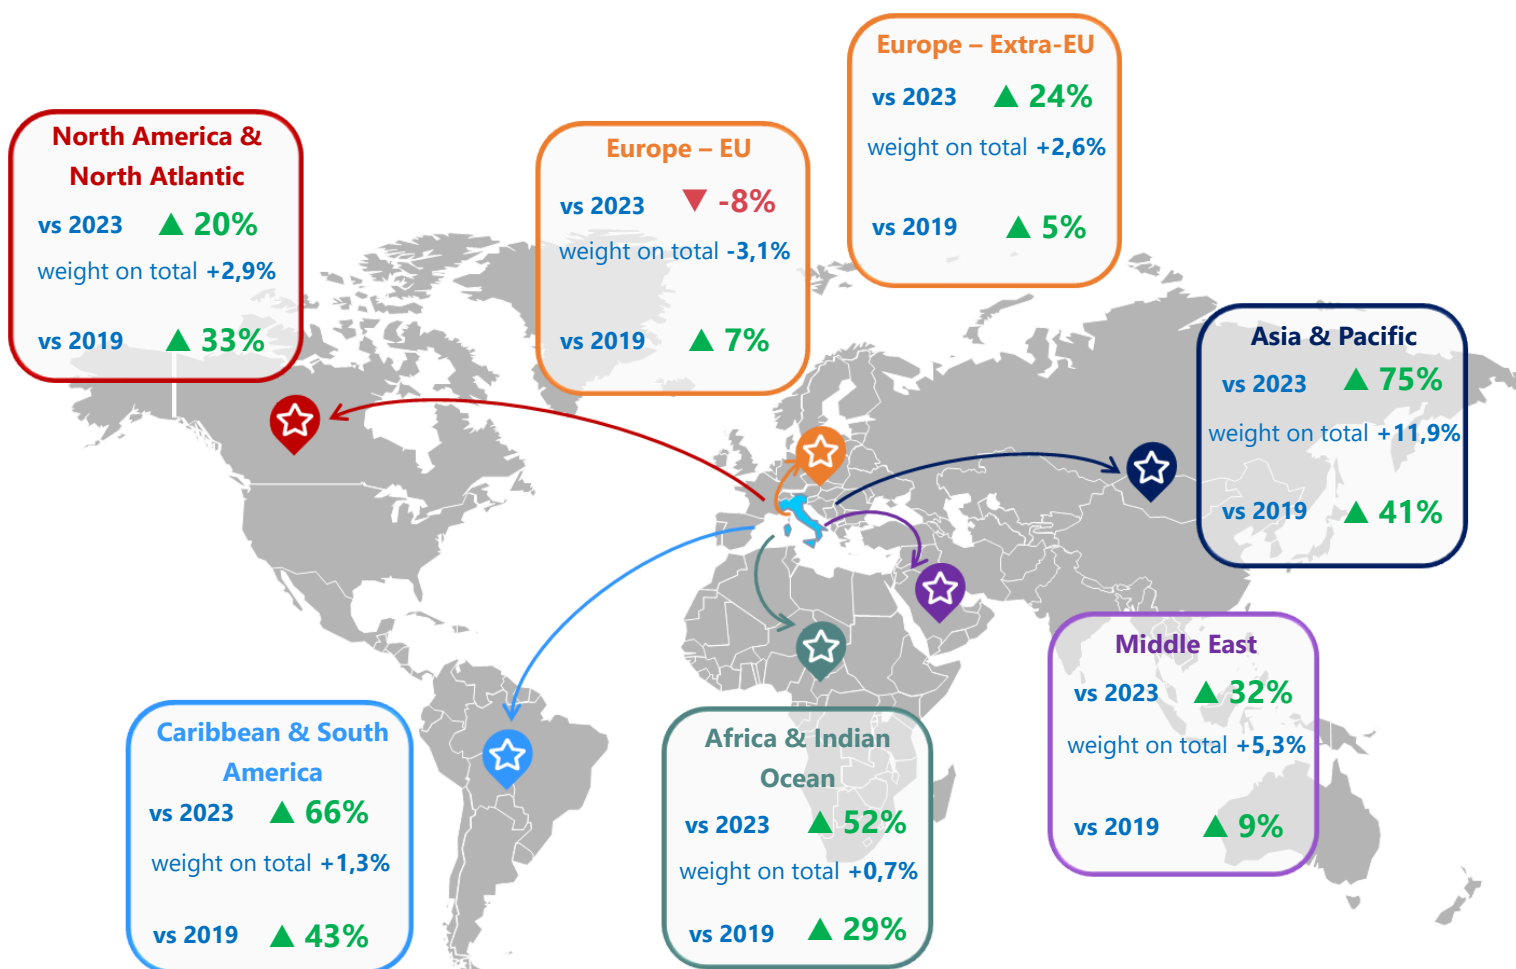 North America &
North Atlantic
vs 2023 ▲ 20%
weight on total +2,9%
vs 2019 ▲ 33%
Europe – EU
vs 2023 ▼ -8%
weight on total -3,1%
vs 2019 ▲ 7%
Europe – Extra-EU
vs 2023 ▲ 24%
weight on total +2,6%
vs 2019 ▲ 5%
Asia & Pacific
vs 2023 ▲ 75%
weight on total +11,9%
vs 2019 ▲ 41%
Caribbean & South
America
vs 2023 ▲ 66%
weight on total +1,3%
vs 2019 ▲ 43%
Africa & Indian
Ocean
vs 2023 ▲ 52%
weight on total +0,7%
vs 2019 ▲ 29%
Middle East
vs 2023 ▲ 32%
weight on total +5,3%
vs 2019 ▲ 9%